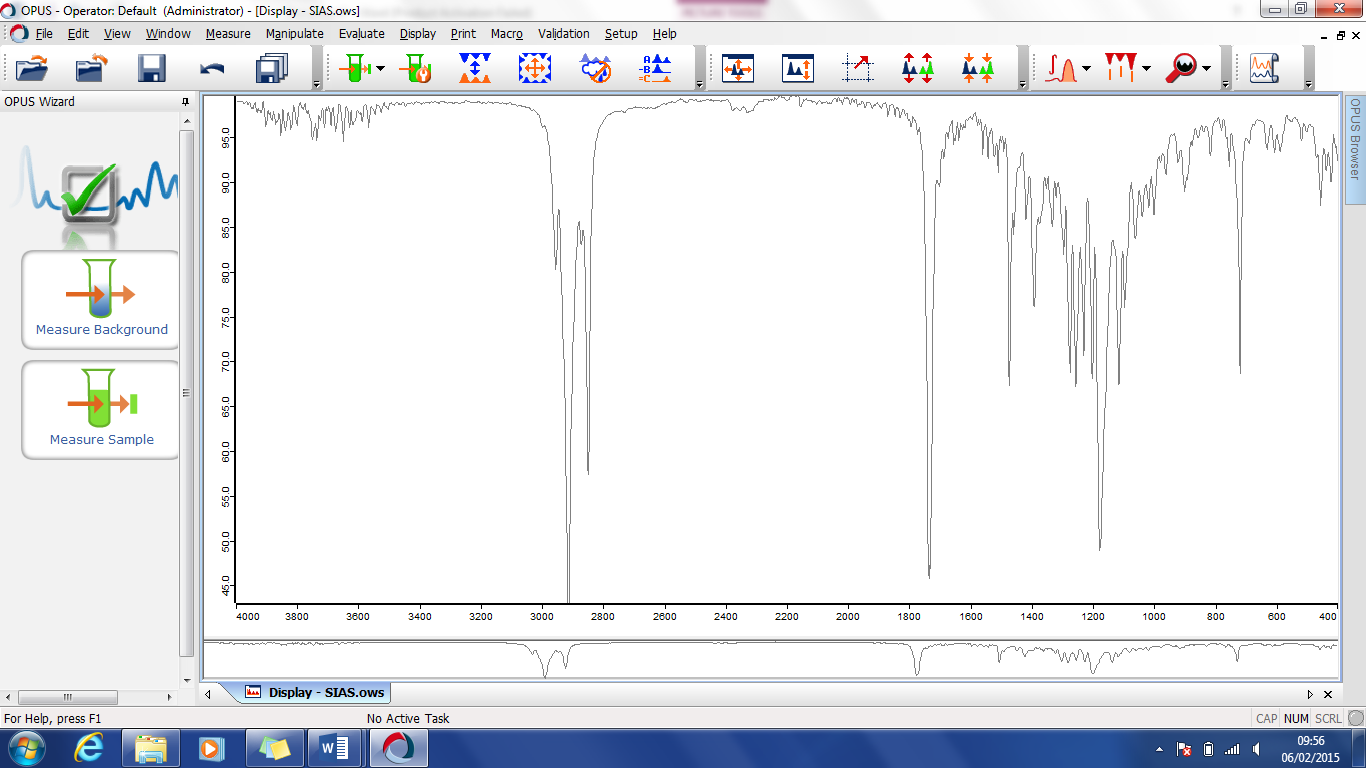 OPUS - Operator: Default  (Administrator) - [Display - SIAS.ows]
File Edit View Window Measure Manipulate Evaluate Display Print Macro Validation Setup Help
A
B
=C
OPUS Wizard
Measure Background
Measure Sample
95.0
90.0
85.0
80.0
75.0
70.0
65.0
60.0
55.0
50.0
45.0
4000 3800 3600 3400 3200 3000 2800 2600 2400 2200 2000 1800 1600 1400 1200 1000 800 600 400
OPUS Browser
Display - SIAS.ows
For Help, press F1 No Active Task CAP NUM SCRL
09:56
06/02/2015